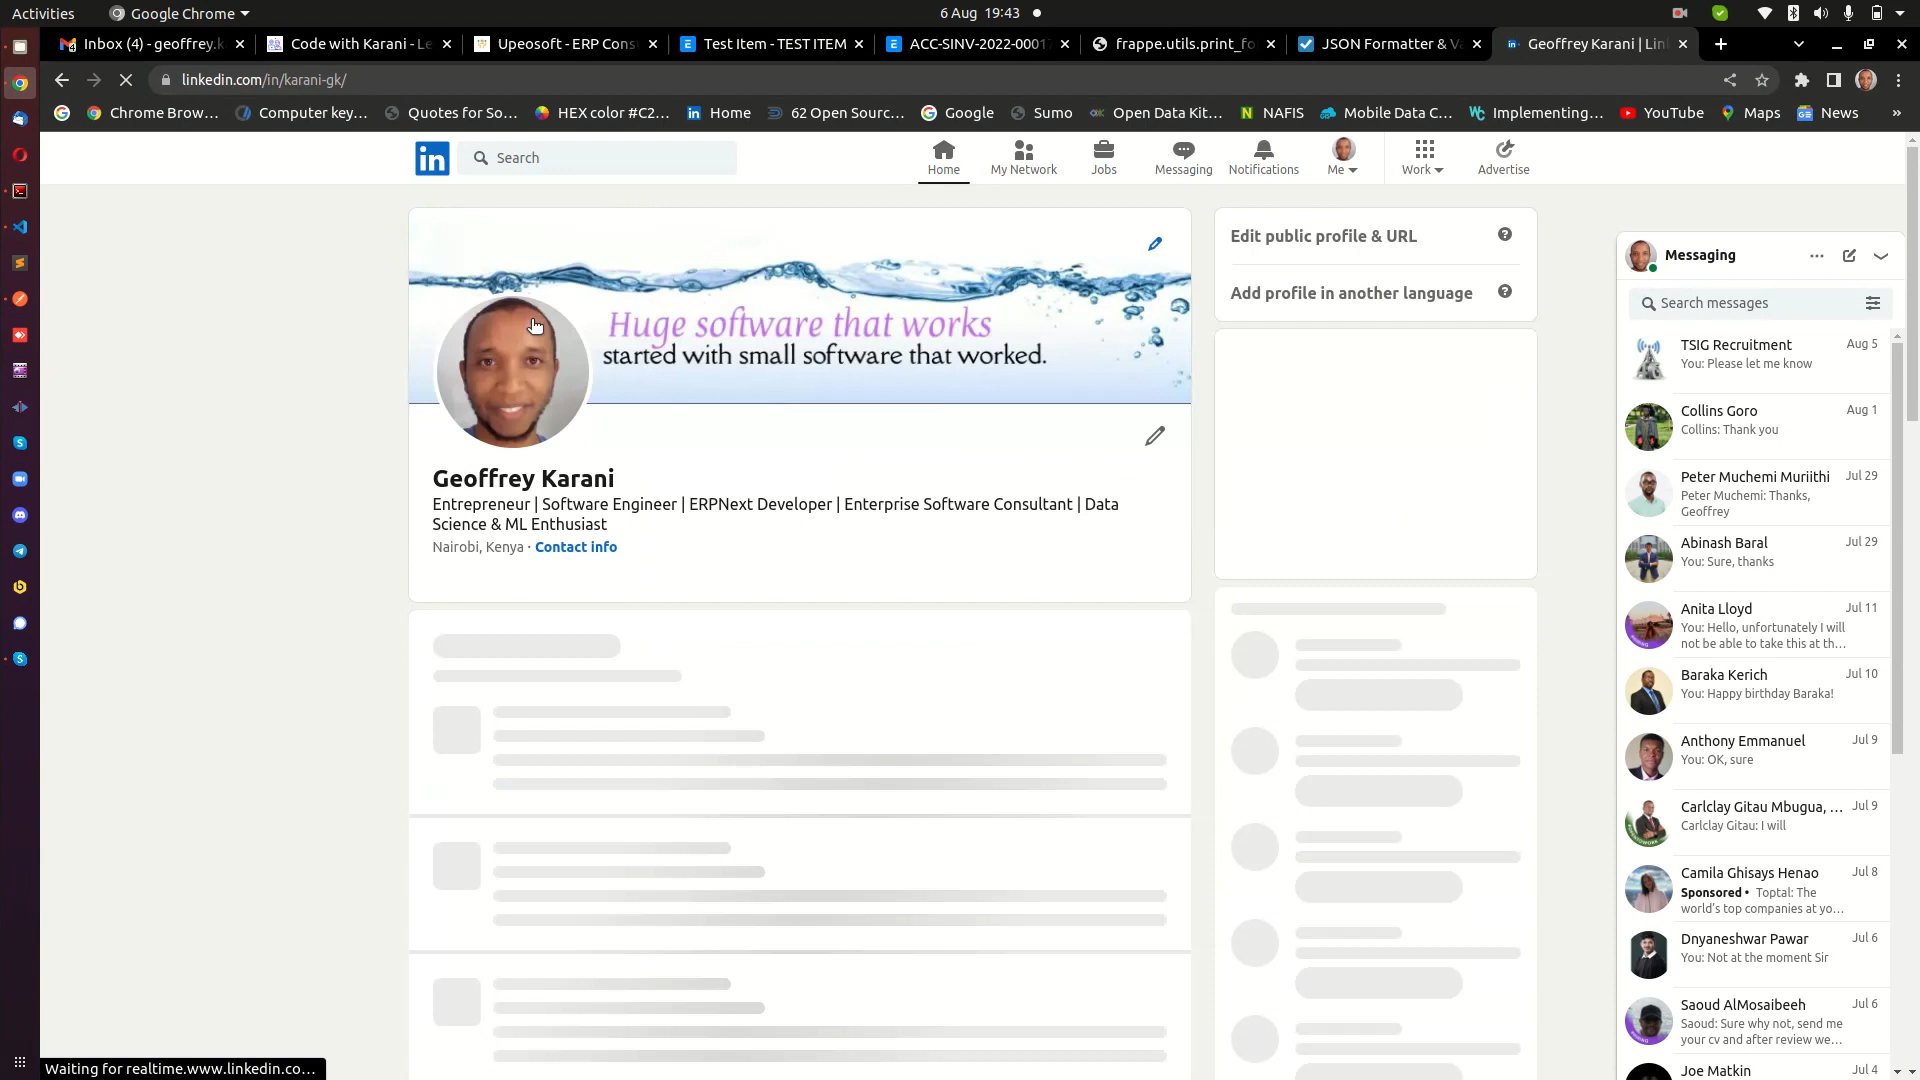 Activities
Google Chrome
6 Aug 19:43
Inbox (4) - geoffrey.k
Code with Karani - Le
Upeosoft - ERP Cons
Test Item - TEST ITEM
ACC-SINV-2022-0001
frappe.utils.print_fo
JSON Formatter & Va
Geoffrey Karani | Lin
linkedin.com/in/karani-gk/
Chrome Brow...
Computer key...
Quotes for So...
HEX color #C2...
Home
62 Open Sourc...
Google
Sumo
Open Data Kit...
NAFIS
Mobile Data C...
Implementing...
YouTube
Maps
News
»
in
Search
Home
My Network
Jobs
Messaging
Notifications
Me
Work
Advertise
Huge software that works
started with small software that worked.
Geoffrey Karani
Entrepreneur | Software Engineer | ERPNext Developer | Enterprise Software Consultant | Data
Science & ML Enthusiast
Nairobi, Kenya · Contact info
Edit public profile & URL
Add profile in another language
Messaging
Search messages
TSIG Recruitment Aug 5
You: Please let me know
Collins Goro Aug 1
Collins: Thank you
Peter Muchemi Muriithi Jul 29
Peter Muchemi: Thanks,
Geoffrey
Abinash Baral Jul 29
You: Sure, thanks
Anita Lloyd Jul 11
You: Hello, unfortunately I will
not be able to take this at th...
Baraka Kerich Jul 10
You: Happy birthday Baraka!
Anthony Emmanuel Jul 9
You: OK, sure
Carlclay Gitau Mbugua, ... Jul 9
Carlclay Gitau: I will
Camila Ghisays Henao Jul 8
Sponsored • Toptal: The
world's top companies at yo...
Dnyaneshwar Pawar Jul 6
You: Not at the moment Sir
Saoud AlMosaibeeh Jul 6
Saoud: Sure why not, send me
your cv and after review we...
Joe Matkin Jul 4
Waiting for realtime.www.linkedin.co...